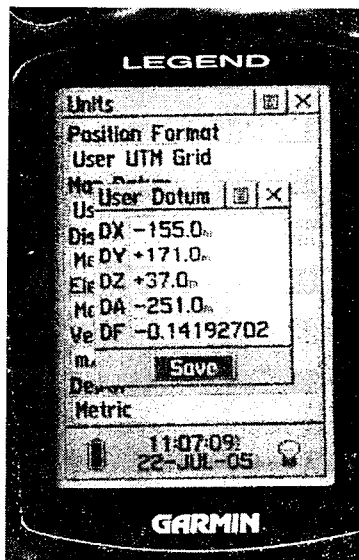 LEGEND
Units
Position Format
User UTM Grid
User Datum
DX -155.0m
DY +171.0m
DZ +37.0m
DA -251.0m
DF -0.14192702
Save
Metric
11:07:09
22-JUL-05
GARMIN